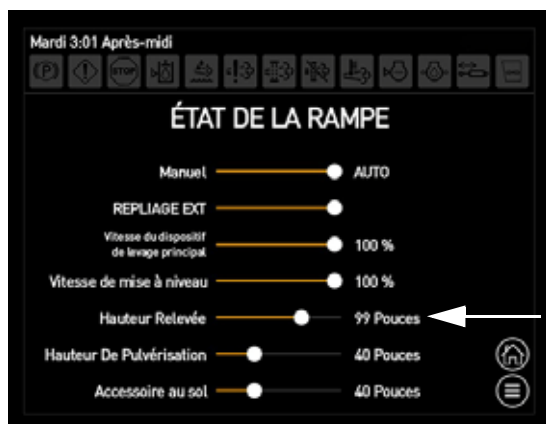 Mardi 3:01 Après-midi
(P) STOP
ÉTAT DE LA RAMPE
Manuel AUTO
REPLIAGE EXT
Vitesse du dispositif
de levage principal 100 %
Vitesse de mise à niveau 100 %
Hauteur Relevée 99 Pouces
Hauteur De Pulvérisation 40 Pouces
Accessoire au sol 40 Pouces